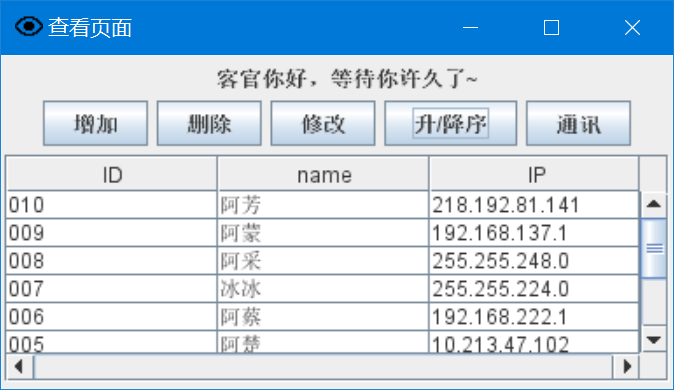 查看页面
客官你好，等待你许久了~
增加 删除 修改 升/降序 通讯
ID name IP
010 阿芳 218.192.81.141
009 阿蒙 192.168.137.1
008 阿采 255.255.248.0
007 冰冰 255.255.224.0
006 阿蔡 192.168.222.1
005 阿楚 10.213.47.102